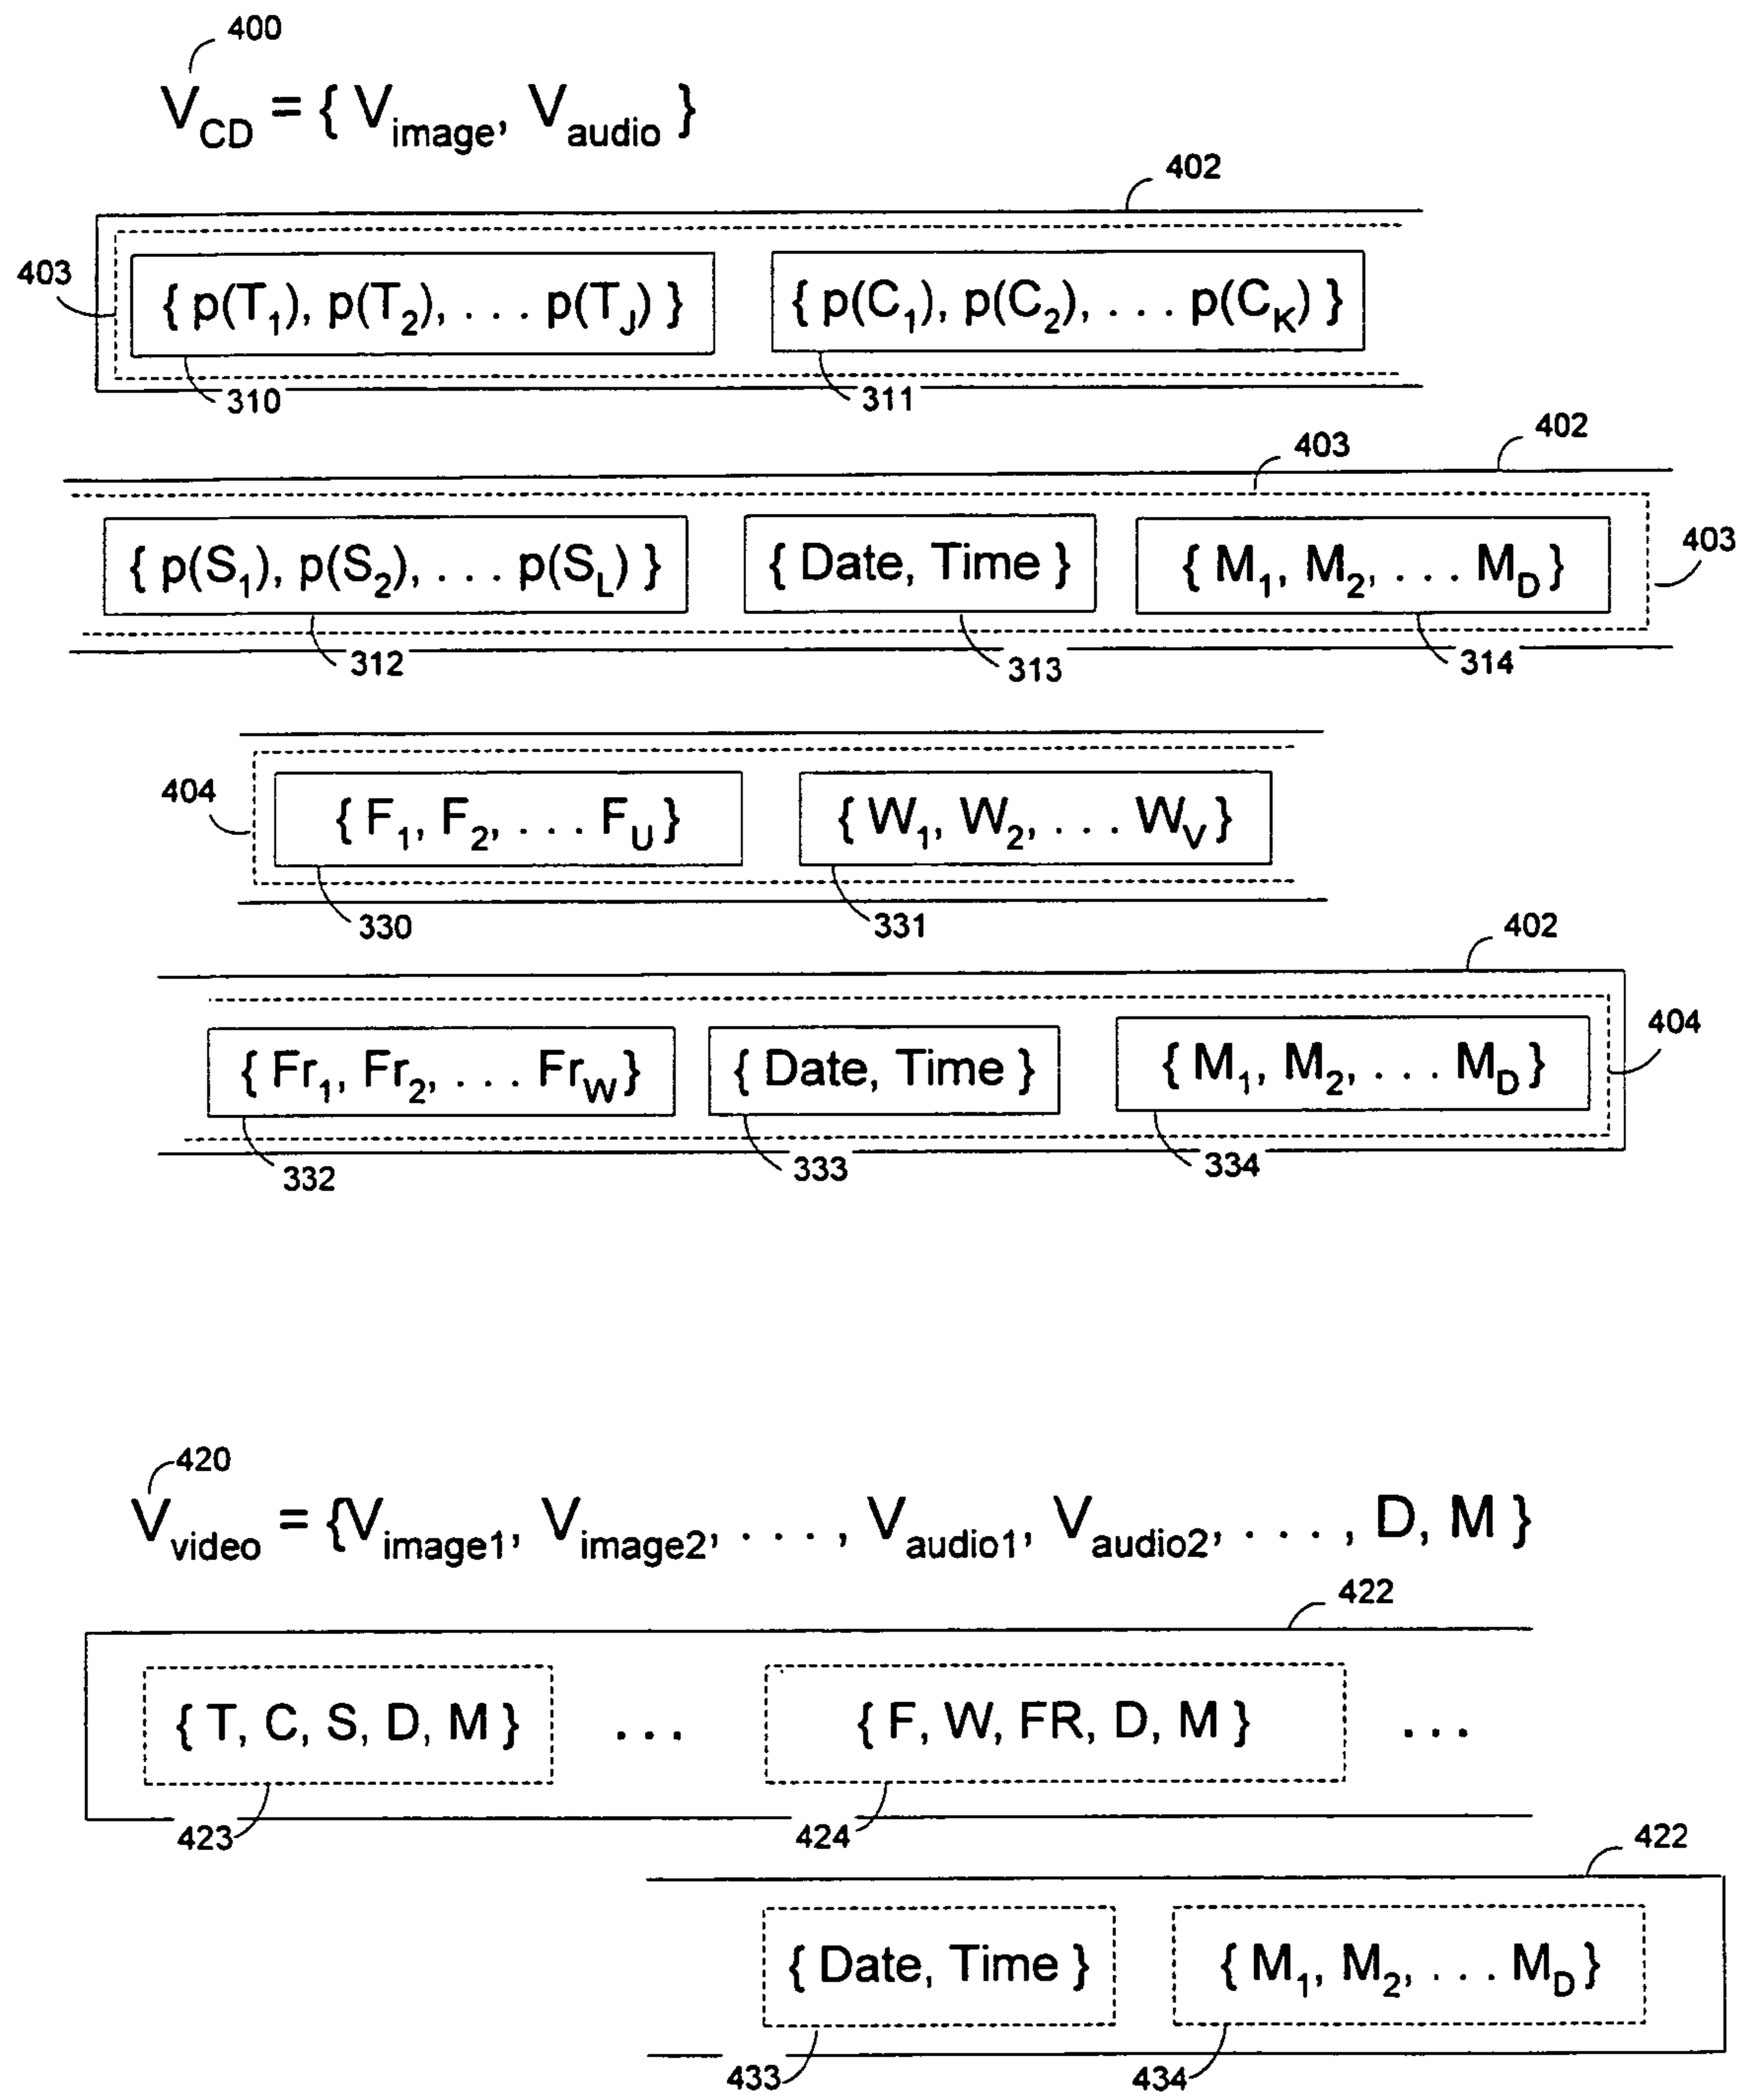 400
V_CD = { V_image, V_audio }
402
403
{ p(T_1), p(T_2), . . . p(T_J) } { p(C_1), p(C_2), . . . p(C_K) }
310 311
402
403
{ p(S_1), p(S_2), . . . p(S_L) } { Date, Time } { M_1, M_2, . . . M_D }
403
312 313 314
404
{ F_1, F_2, . . . F_U } { W_1, W_2, . . . W_V }
330 331
402
404
{ Fr_1, Fr_2, . . . Fr_W } { Date, Time } { M_1, M_2, . . . M_D }
332 333 334
420
V_video = {V_image1, V_image2, . . . , V_audio1, V_audio2, . . . , D, M }
422
{ T, C, S, D, M } . . . { F, W, FR, D, M } . . .
423 424
422
{ Date, Time } { M_1, M_2, . . . M_D }
433 434